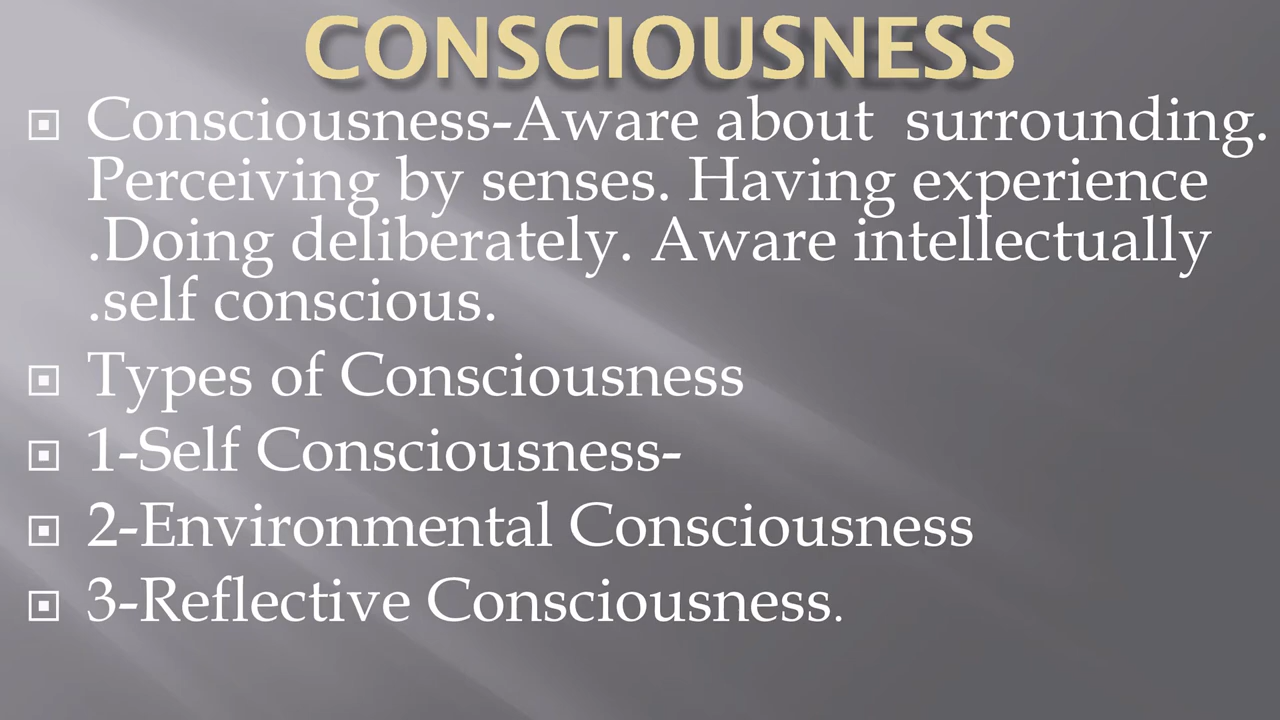 CONSCIOUSNESS
Consciousness-Aware about  surrounding.
Perceiving by senses. Having experience
.Doing deliberately. Aware intellectually
.self conscious.
Types of Consciousness
1-Self Consciousness-
2-Environmental Consciousness
3-Reflective Consciousness.